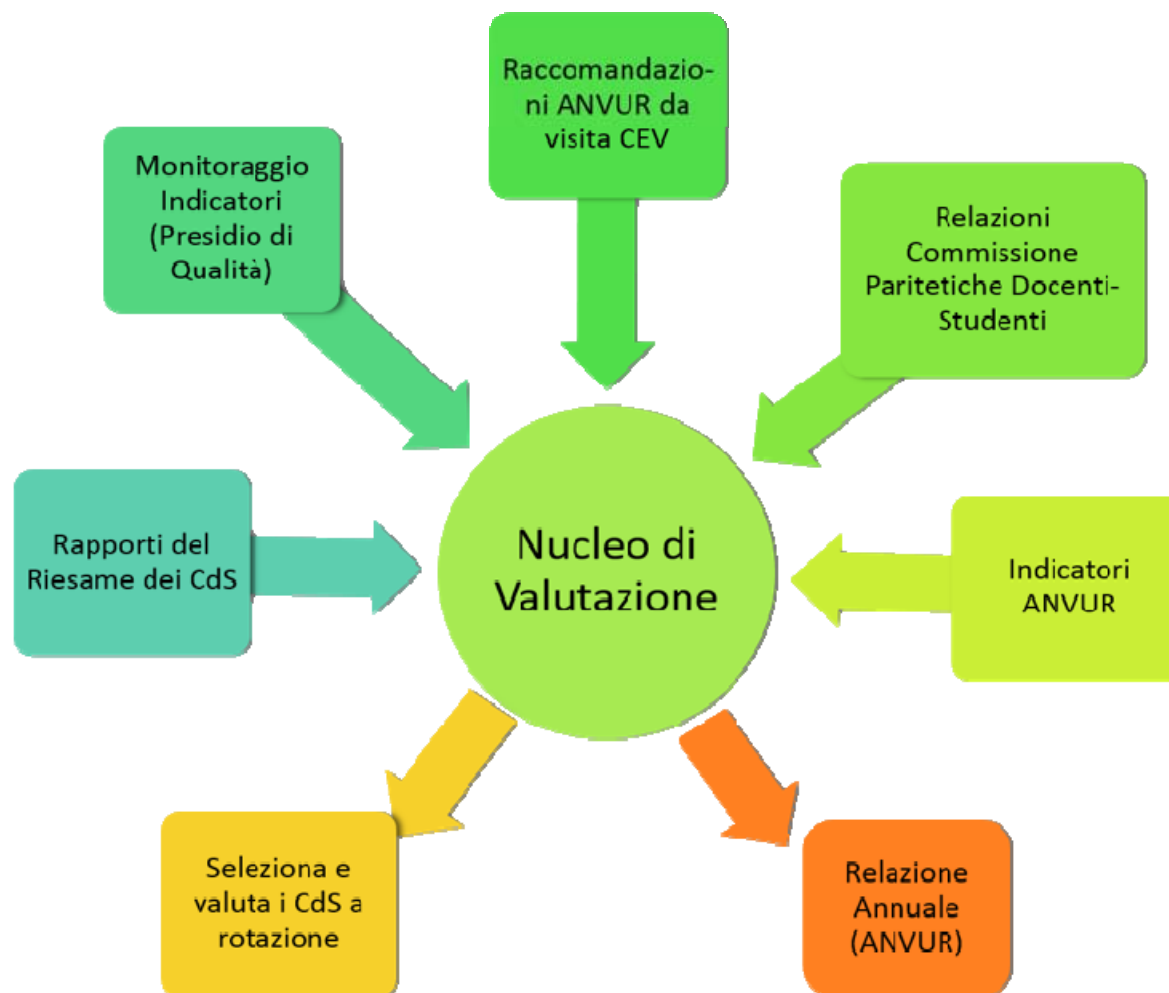 Raccomandazio-
ni ANVUR da
visita CEV
Monitoraggio
Indicatori
(Presidio di
Qualità)
Relazioni
Commissione
Paritetiche Docenti-
Studenti
Rapporti del
Riesame dei CdS
Nucleo di
Valutazione
Indicatori
ANVUR
Seleziona e
valuta i CdS a
rotazione
Relazione
Annuale
(ANVUR)